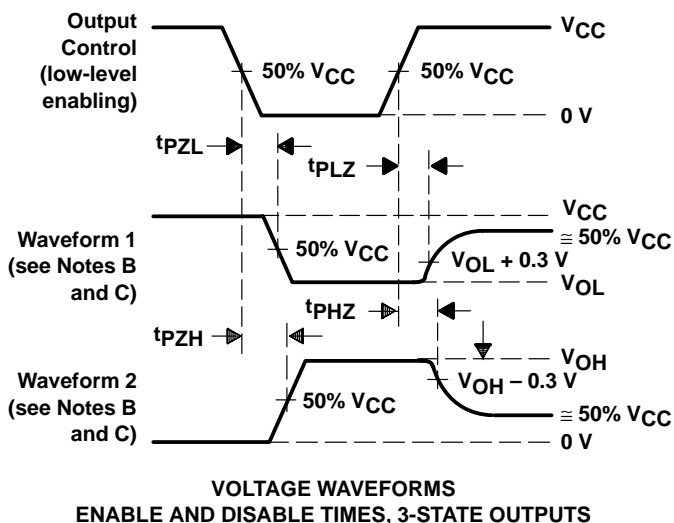 Output
Control
(low-level
enabling)
50% VCC
50% VCC
VCC
0 V
tPZL
tPLZ
Waveform 1
(see Notes B
and C)
50% VCC
VCC
≅ 50% VCC
VOL + 0.3 V
VOL
tPHZ
tPZH
Waveform 2
(see Notes B
and C)
50% VCC
VOH
VOH − 0.3 V
≅ 50% VCC
0 V
VOLTAGE WAVEFORMS
ENABLE AND DISABLE TIMES, 3-STATE OUTPUTS